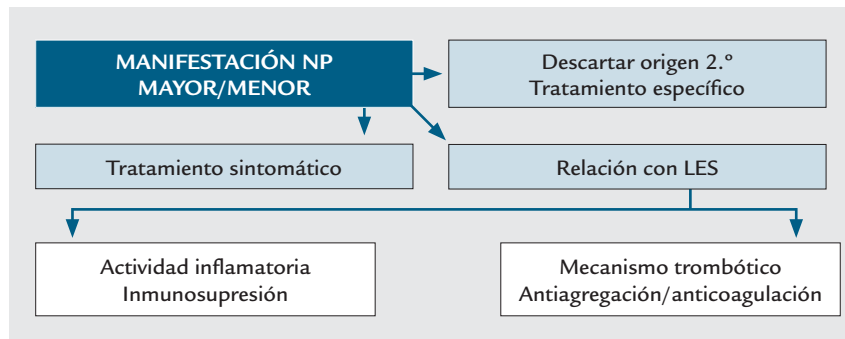 MANIFESTACIÓN NP
MAYOR/MENOR
Descartar origen 2.º
Tratamiento específico
Tratamiento sintomático
Relación con LES
Actividad inflamatoria
Inmunosupresión
Mecanismo trombótico
Antiagregación/anticoagulación